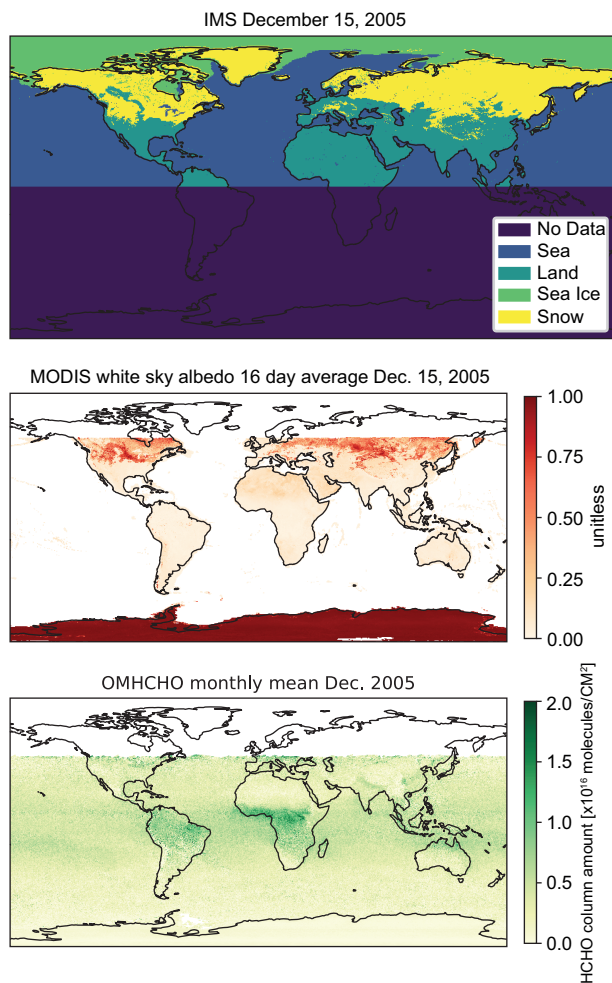 IMS December 15, 2005
No Data
Sea
Land
Sea Ice
Snow
MODIS white sky albedo 16 day average Dec. 15, 2005
1.00
0.75
0.50
0.25
0.00
unitless
OMHCHO monthly mean Dec. 2005
2.0
1.5
1.0
0.5
0.0
HCHO column amount [x10¹⁶ molecules/CM²]